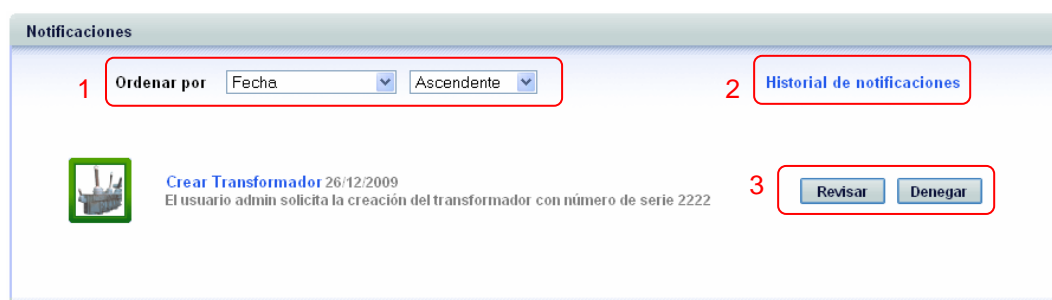 Notificaciones
1 Ordenar por Fecha Ascendente 2 Historial de notificaciones
Crear Transformador 26/12/2009
El usuario admin solicita la creación del transformador con número de serie 2222
3 Revisar Denegar